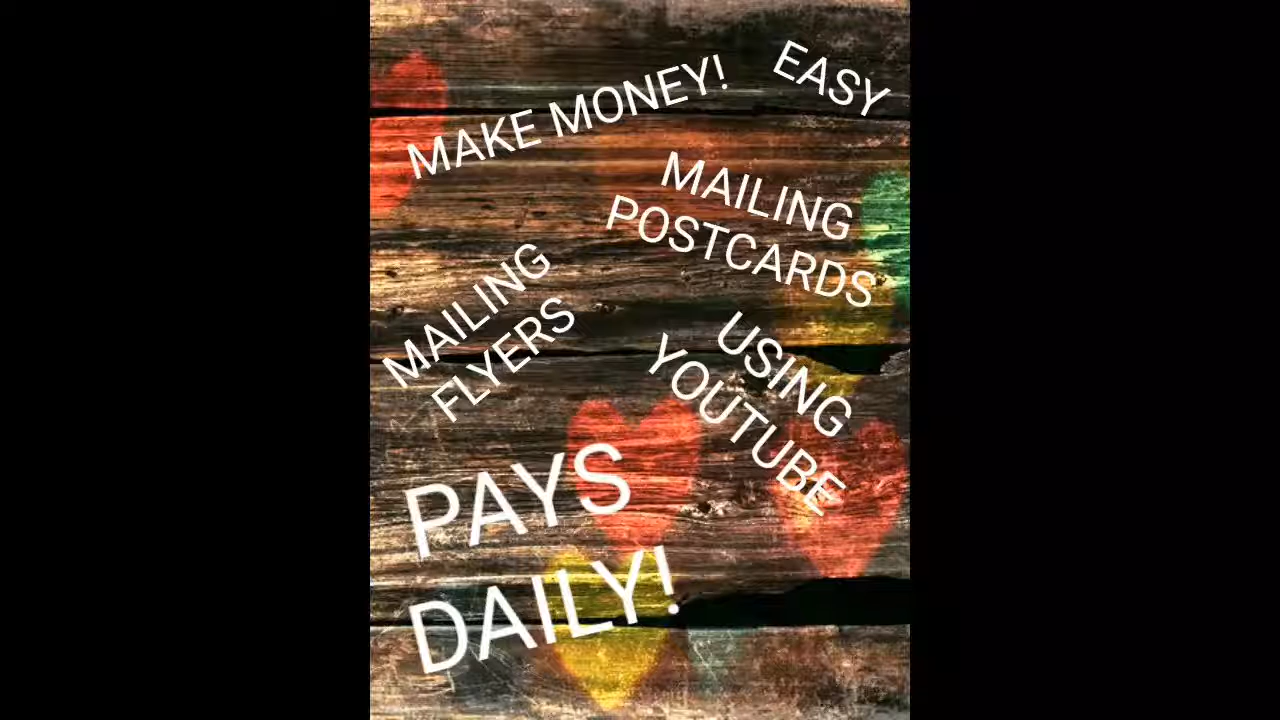 MAKE MONEY!
EASY
MAILING
POSTCARDS
MAILING
FLYERS
USING
YOUTUBE
PAYS
DAILY!